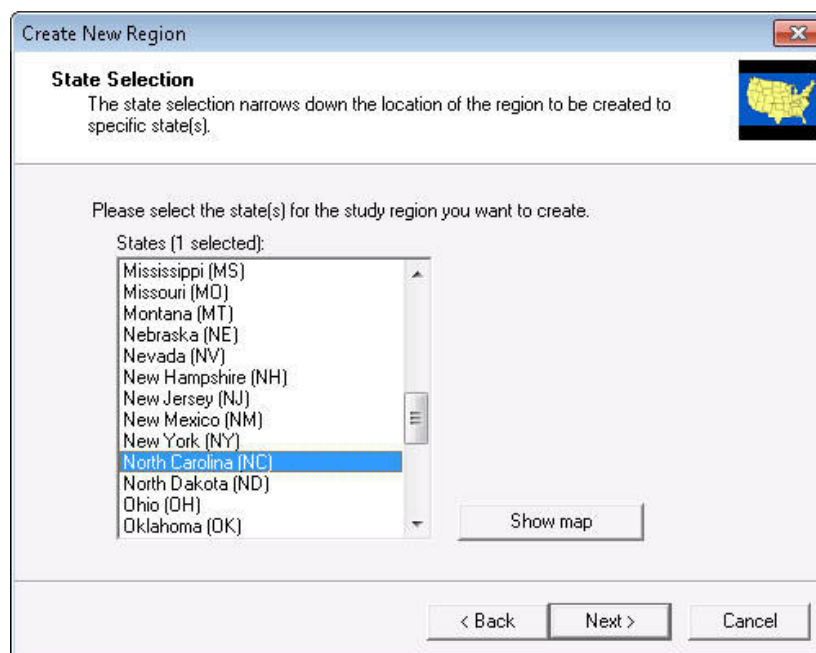 Create New Region
State Selection
The state selection narrows down the location of the region to be created to
specific state(s).
Please select the state(s) for the study region you want to create.
States (1 selected):
Mississippi (MS)
Missouri (MO)
Montana (MT)
Nebraska (NE)
Nevada (NV)
New Hampshire (NH)
New Jersey (NJ)
New Mexico (NM)
New York (NY)
North Carolina (NC)
North Dakota (ND)
Ohio (OH)
Oklahoma (OK)
Show map
< Back
Next >
Cancel